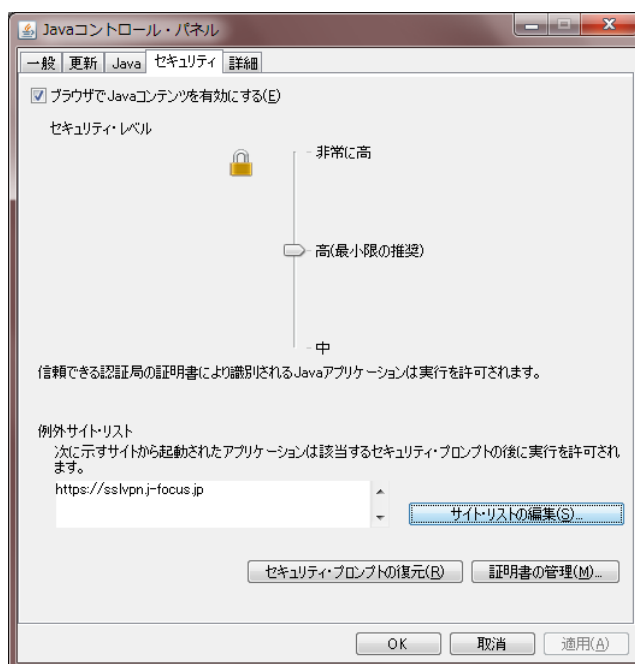 Javaコントロール・パネル
一般 更新 Java セキュリティ 詳細
ブラウザでJavaコンテンツを有効にする(E)
セキュリティ・レベル
非常に高
高(最小限の推奨)
中
信頼できる認証局の証明書により識別されるJavaアプリケーションは実行を許可されます。
例外サイト・リスト
次に示すサイトから起動されたアプリケーションは該当するセキュリティ・プロンプトの後に実行を許可され
ます。
https://sslvpn.j-focus.jp
サイト・リストの編集(S)...
セキュリティ・プロンプトの復元(R) 証明書の管理(M)...
OK 取消 適用(A)